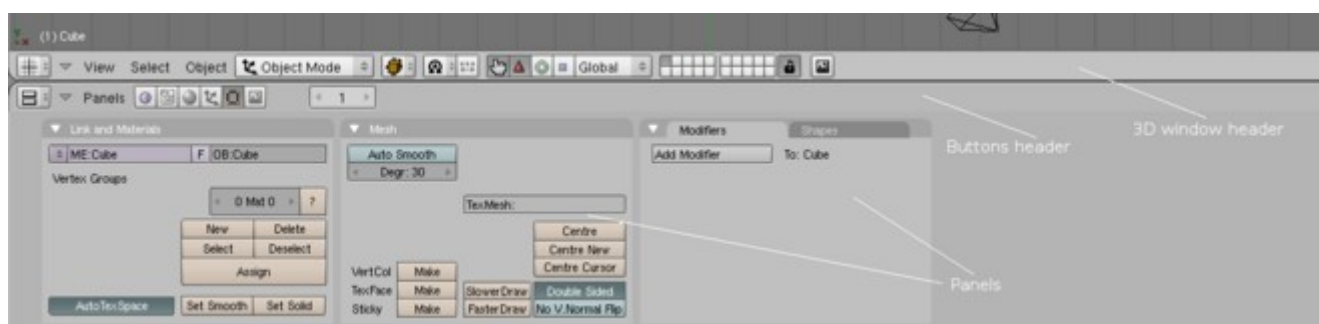 (1) Cube
View Select Object Object Mode Global
Panels 1
3D window header
Buttons header
Link and Materials
ME:Cube F OB:Cube
Vertex Groups
0 Mat 0 ?
New Delete
Select Deselect
Assign
AutoTexSpace Set Smooth Set Solid
Mesh
Auto Smooth
Degr: 30
TexMesh:
Centre
Centre New
Centre Cursor
VertCol Make
TexFace Make SlowerDraw Double Sided
Sticky Make FasterDraw No V.Normal Flip
Modifiers Shapes
Add Modifier To: Cube
Panels